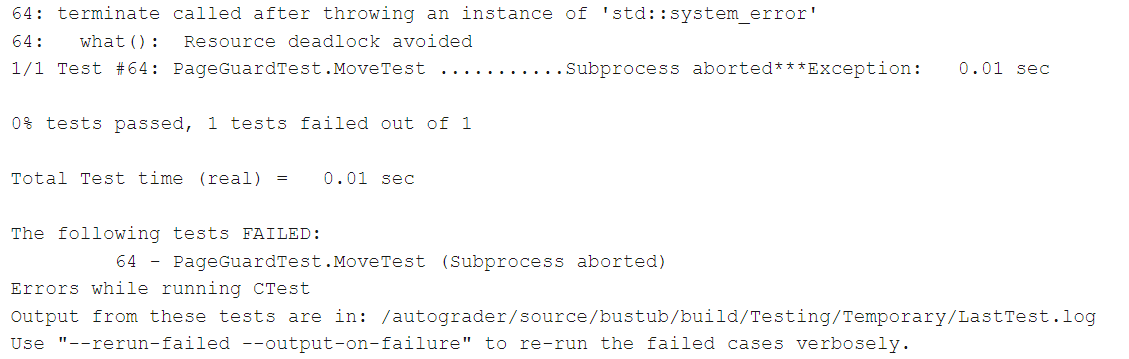 64: terminate called after throwing an instance of 'std::system_error'
64:   what():  Resource deadlock avoided
1/1 Test #64: PageGuardTest.MoveTest ...........Subprocess aborted***Exception:   0.01 sec

0% tests passed, 1 tests failed out of 1

Total Test time (real) =   0.01 sec

The following tests FAILED:
         64 - PageGuardTest.MoveTest (Subprocess aborted)
Errors while running CTest
Output from these tests are in: /autograder/source/bustub/build/Testing/Temporary/LastTest.log
Use "--rerun-failed --output-on-failure" to re-run the failed cases verbosely.